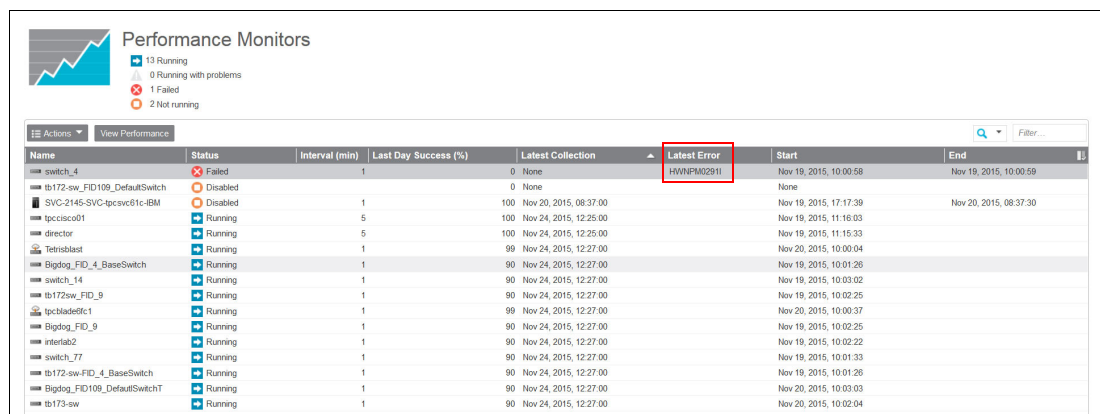 Performance Monitors
13 Running
0 Running with problems
1 Failed
2 Not running
Actions View Performance Filter...
Name Status Interval (min) Last Day Success (%) Latest Collection Latest Error Start End
switch_4 Failed 1 0 None HWNPM0291I Nov 19, 2015, 10:00:58 Nov 19, 2015, 10:00:59
tb172-sw_FID109_DefaultSwitch Disabled 0 None None
SVC-2145-SVC-tpcsvc61c-IBM Disabled 1 100 Nov 20, 2015, 08:37:00 Nov 19, 2015, 17:17:39 Nov 20, 2015, 08:37:30
tpccisco01 Running 5 100 Nov 24, 2015, 12:25:00 Nov 19, 2015, 11:16:03
director Running 5 100 Nov 24, 2015, 12:25:00 Nov 19, 2015, 11:15:33
Tetrisblast Running 1 99 Nov 24, 2015, 12:27:00 Nov 20, 2015, 10:00:04
Bigdog_FID_4_BaseSwitch Running 1 90 Nov 24, 2015, 12:27:00 Nov 19, 2015, 10:01:26
switch_14 Running 1 90 Nov 24, 2015, 12:27:00 Nov 19, 2015, 10:03:02
tb172sw_FID_9 Running 1 90 Nov 24, 2015, 12:27:00 Nov 19, 2015, 10:02:25
tpcblade6fc1 Running 1 99 Nov 24, 2015, 12:27:00 Nov 20, 2015, 10:00:37
Bigdog_FID_9 Running 1 90 Nov 24, 2015, 12:27:00 Nov 19, 2015, 10:02:25
interlab2 Running 1 90 Nov 24, 2015, 12:27:00 Nov 19, 2015, 10:02:22
switch_77 Running 1 90 Nov 24, 2015, 12:27:00 Nov 19, 2015, 10:01:33
tb172-sw-FID_4_BaseSwitch Running 1 90 Nov 24, 2015, 12:27:00 Nov 19, 2015, 10:01:26
Bigdog_FID109_DefautlSwitchT Running 1 90 Nov 24, 2015, 12:27:00 Nov 20, 2015, 10:03:03
tb173-sw Running 1 90 Nov 24, 2015, 12:27:00 Nov 20, 2015, 10:02:04